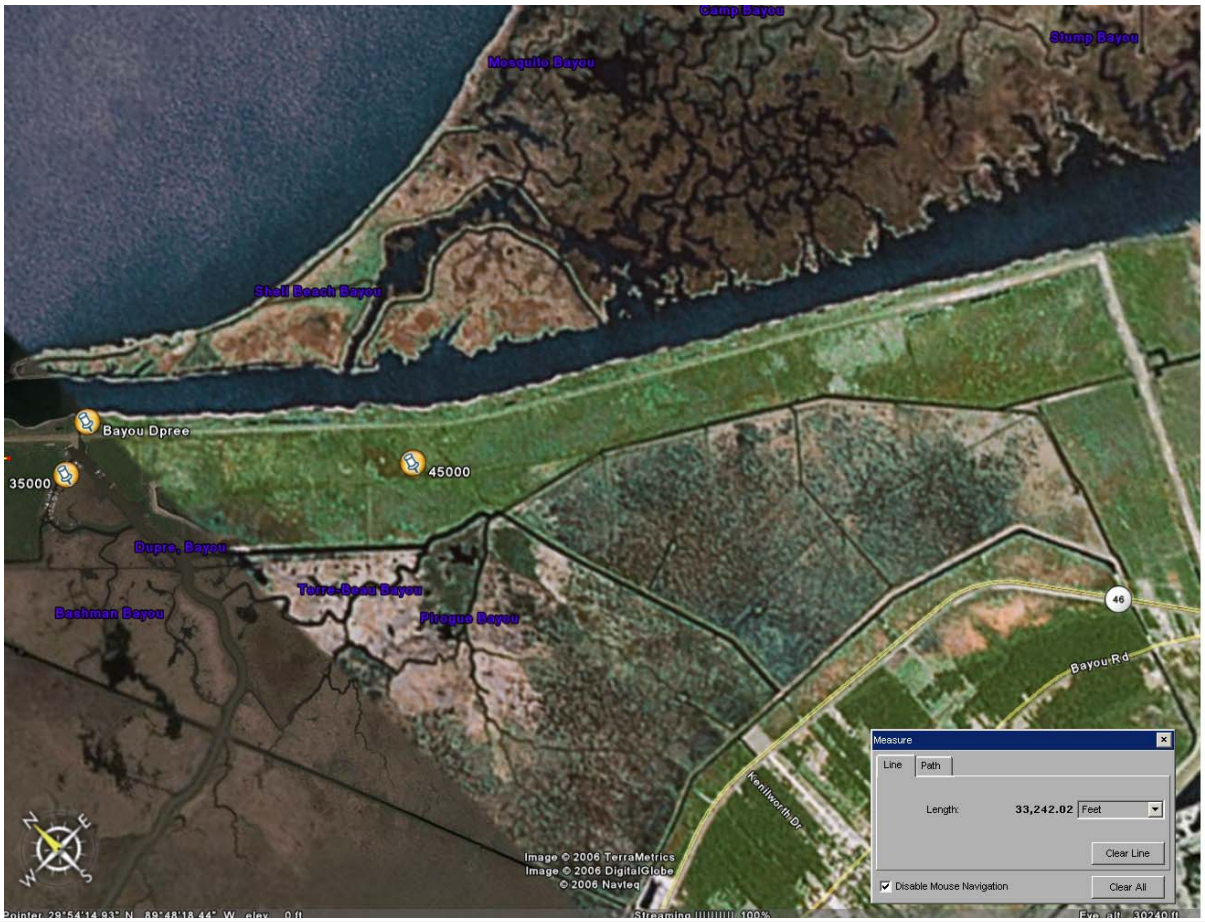 Camp Bayou
Stump Bayou
Mosquito Bayou
Shell Beach Bayou
Bayou Dpree
45000
35000
Dupre, Bayou
Terre-Beau Bayou
Bashman Bayou
Pirogue Bayou
46
Bayou Rd
Kenilworth Dr
Measure
Line Path
Length: 33,242.02 Feet
Clear Line
Disable Mouse Navigation Clear All
N E
W S
Image © 2006 TerraMetrics
Image © 2006 DigitalGlobe
© 2006 Navteq
Pointer 29°54'14.93" N 89°48'18.44" W elev 0 ft Streaming 100% Eye alt 30240 ft